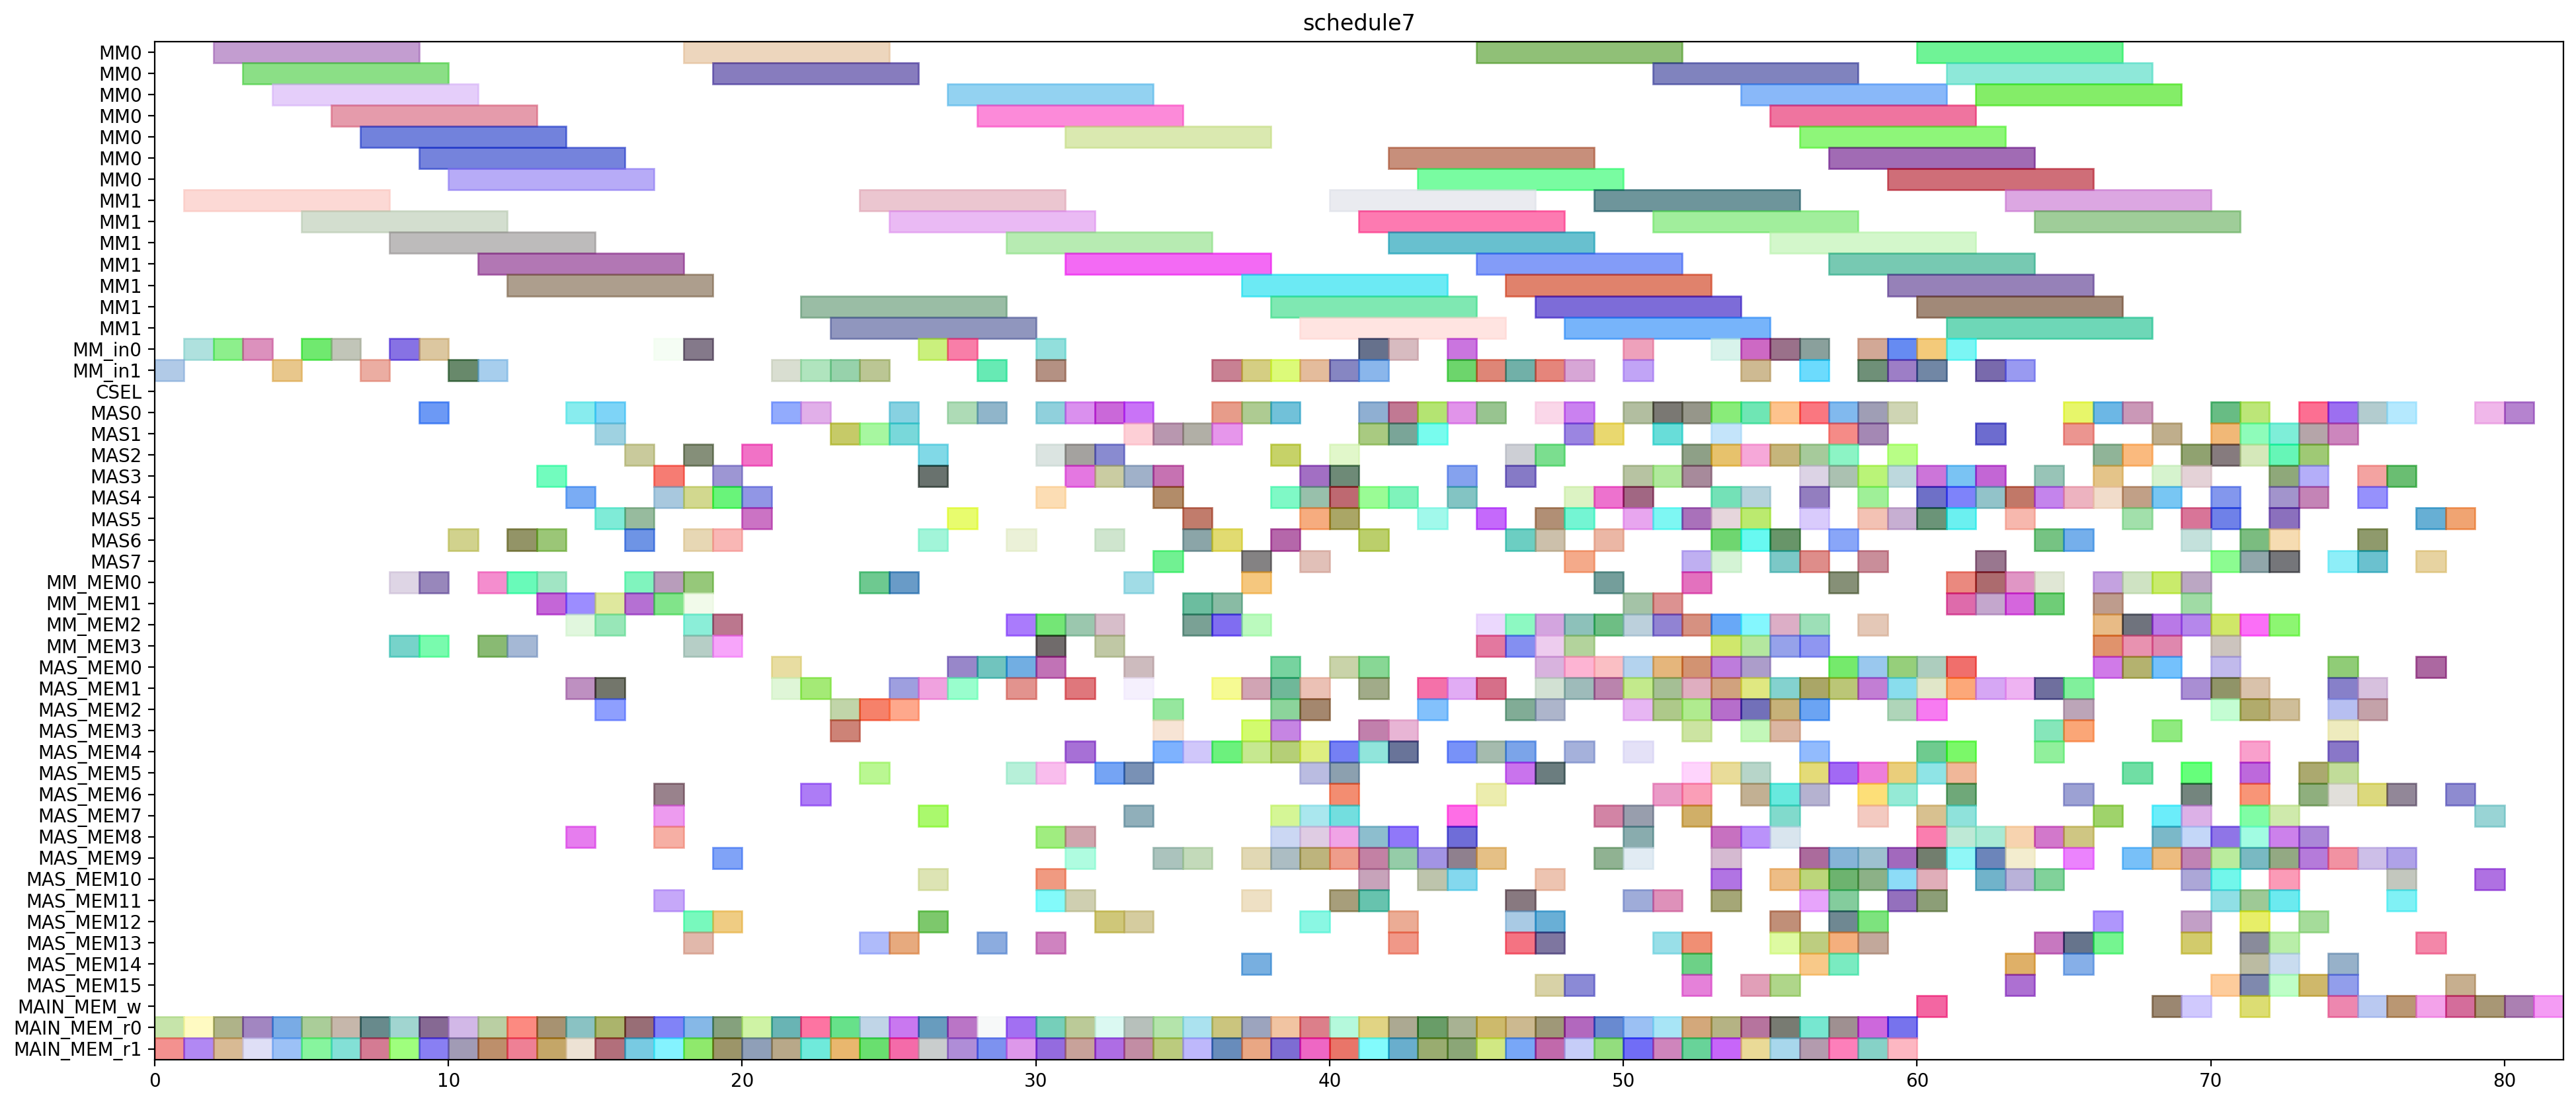 schedule7
MM0
MM0
MM0
MM0
MM0
MM0
MM0
MM1
MM1
MM1
MM1
MM1
MM1
MM1
MM_in0
MM_in1
CSEL
MAS0
MAS1
MAS2
MAS3
MAS4
MAS5
MAS6
MAS7
MM_MEM0
MM_MEM1
MM_MEM2
MM_MEM3
MAS_MEM0
MAS_MEM1
MAS_MEM2
MAS_MEM3
MAS_MEM4
MAS_MEM5
MAS_MEM6
MAS_MEM7
MAS_MEM8
MAS_MEM9
MAS_MEM10
MAS_MEM11
MAS_MEM12
MAS_MEM13
MAS_MEM14
MAS_MEM15
MAIN_MEM_w
MAIN_MEM_r0
MAIN_MEM_r1
0 10 20 30 40 50 60 70 80